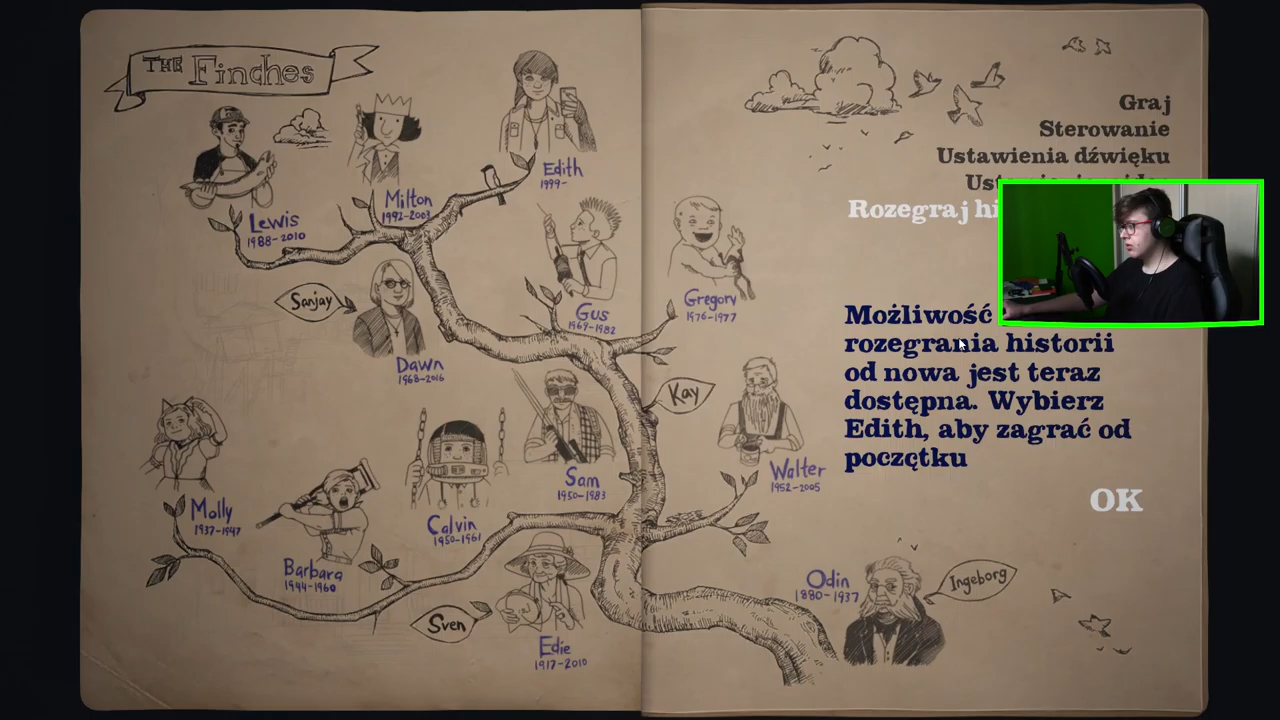 THE Finches
Edith
1999-
Milton
1992-2003
Lewis
1988-2010
Sanjay
Dawn
1968-2016
Gus
1969-1982
Gregory
1976-1977
Kay
Sam
1950-1983
Walter
1952-2005
Molly
1937-1947
Barbara
1944-1960
Calvin
1950-1961
Sven
Edie
1917-2010
Odin
1880-1937
Ingeborg
Graj
Sterowanie
Ustawienia dźwięku
Rozegraj
Możliwość
rozegrania historii
od nowa jest teraz
dostępna. Wybierz
Edith, aby zagrać od
początku
OK